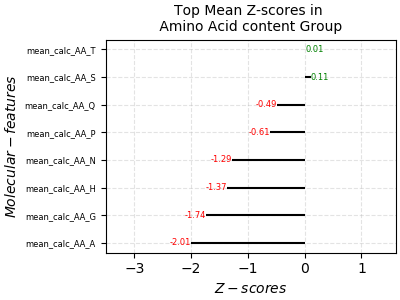 Top Mean Z-scores in
Amino Acid content Group
mean_calc_AA_T 0.01
mean_calc_AA_S 0.11
mean_calc_AA_Q -0.49
mean_calc_AA_P -0.61
mean_calc_AA_N -1.29
mean_calc_AA_H -1.37
mean_calc_AA_G -1.74
mean_calc_AA_A -2.01
Molecular − features
−3 −2 −1 0 1
Z − scores